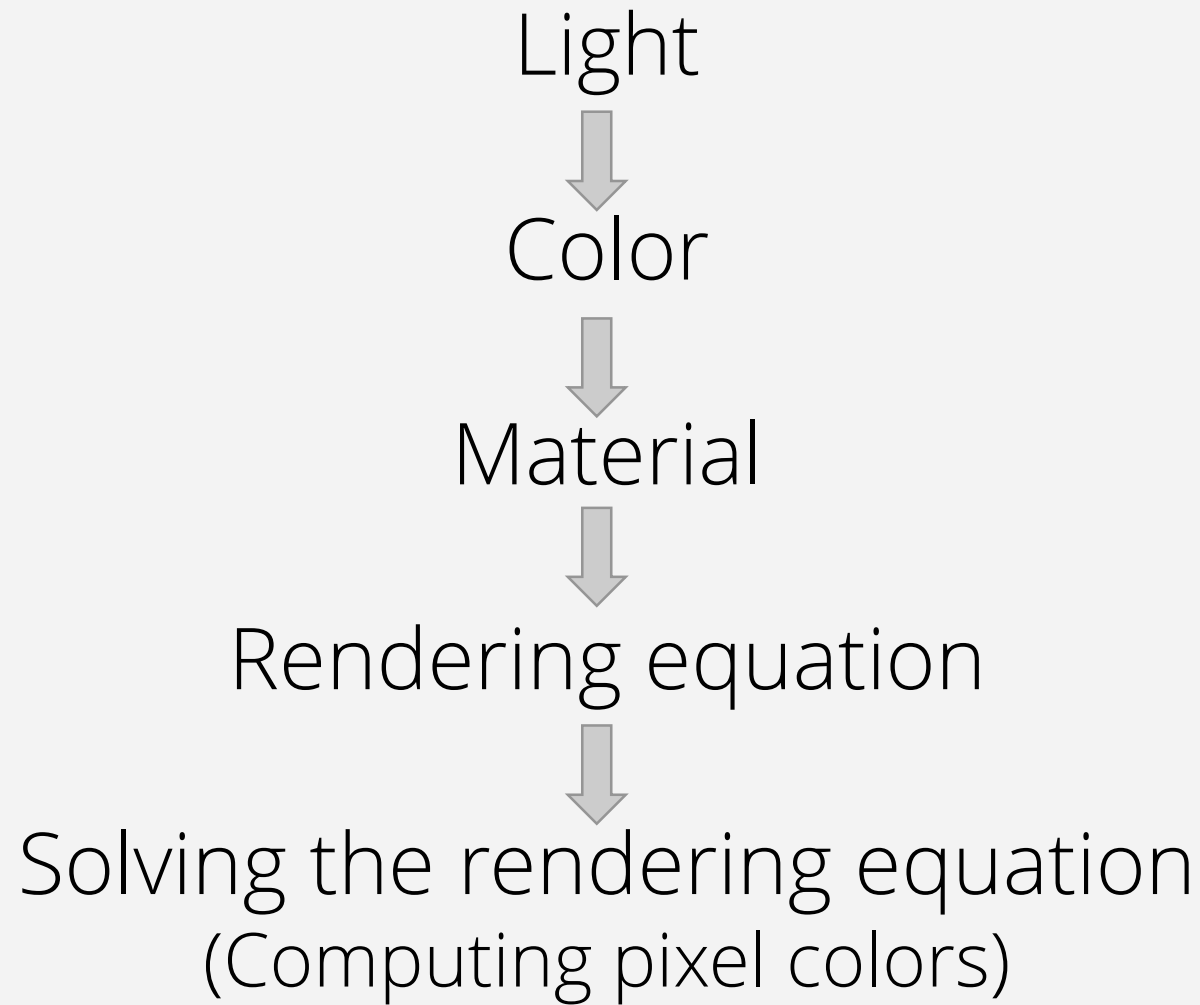 Light
Color
Material
Rendering equation
Solving the rendering equation
(Computing pixel colors)